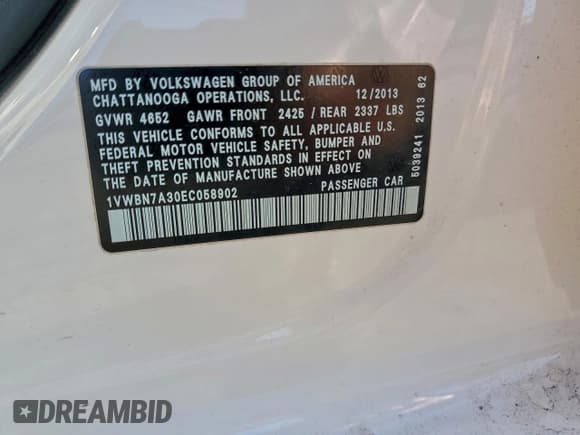 MFD BY VOLKSWAGEN GROUP OF AMERICA
CHATTANOOGA OPERATIONS, LLC. 12/2013
GVWR 4652 GAWR FRONT 2425 / REAR 2337 LBS
THIS VEHICLE CONFORMS TO ALL APPLICABLE U.S.
FEDERAL MOTOR VEHICLE SAFETY, BUMPER AND
THEFT PREVENTION STANDARDS IN EFFECT ON
THE DATE OF MANUFACTURE SHOWN ABOVE
1VWBN7A30EC058902 PASSENGER CAR
5039241 2013 62
DREAMBID